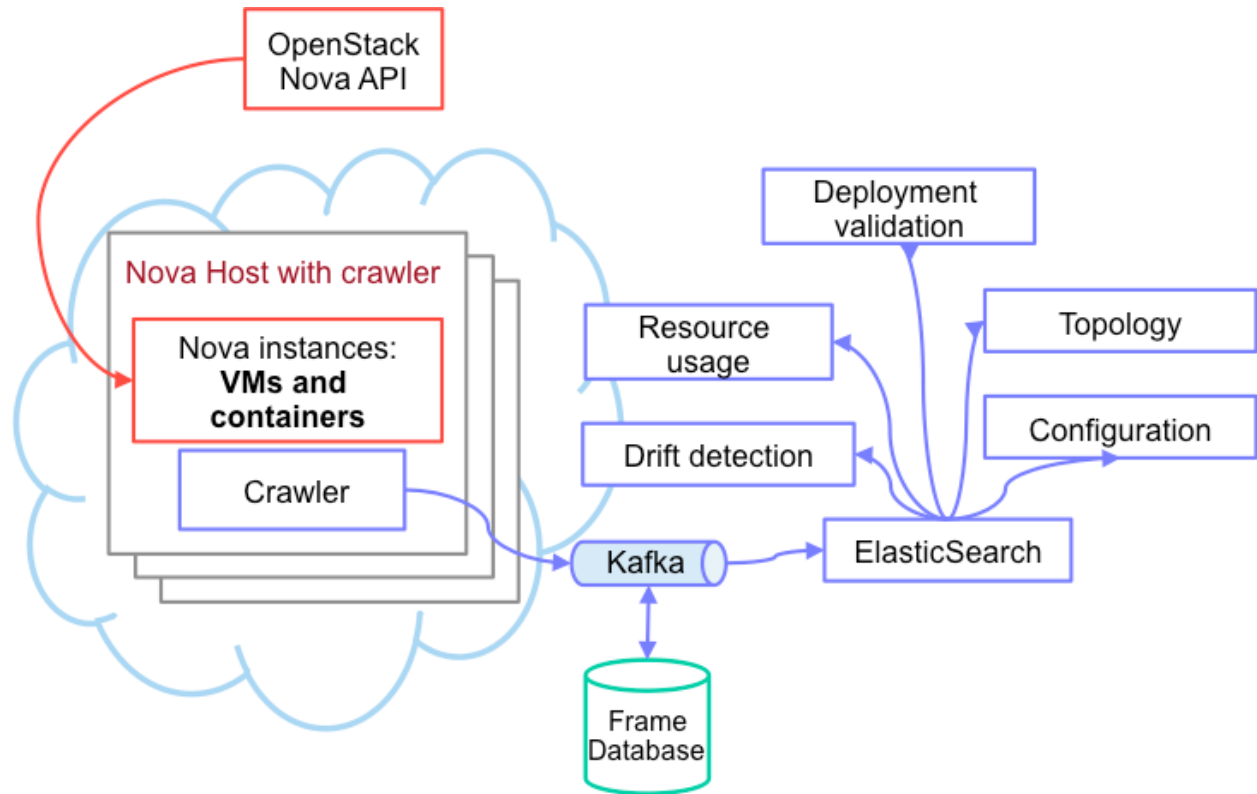 OpenStack
Nova API
Nova Host with crawler
Nova instances:
VMs and
containers
Crawler
Deployment
validation
Resource
usage
Topology
Drift detection
Configuration
Kafka
ElasticSearch
Frame
Database